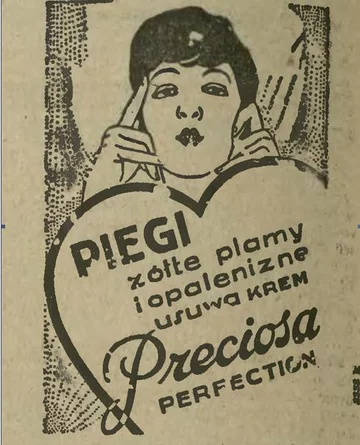 PIEGI
żółte plamy
i opaleniznę
usuwa KREM
Preciosa
PERFECTION